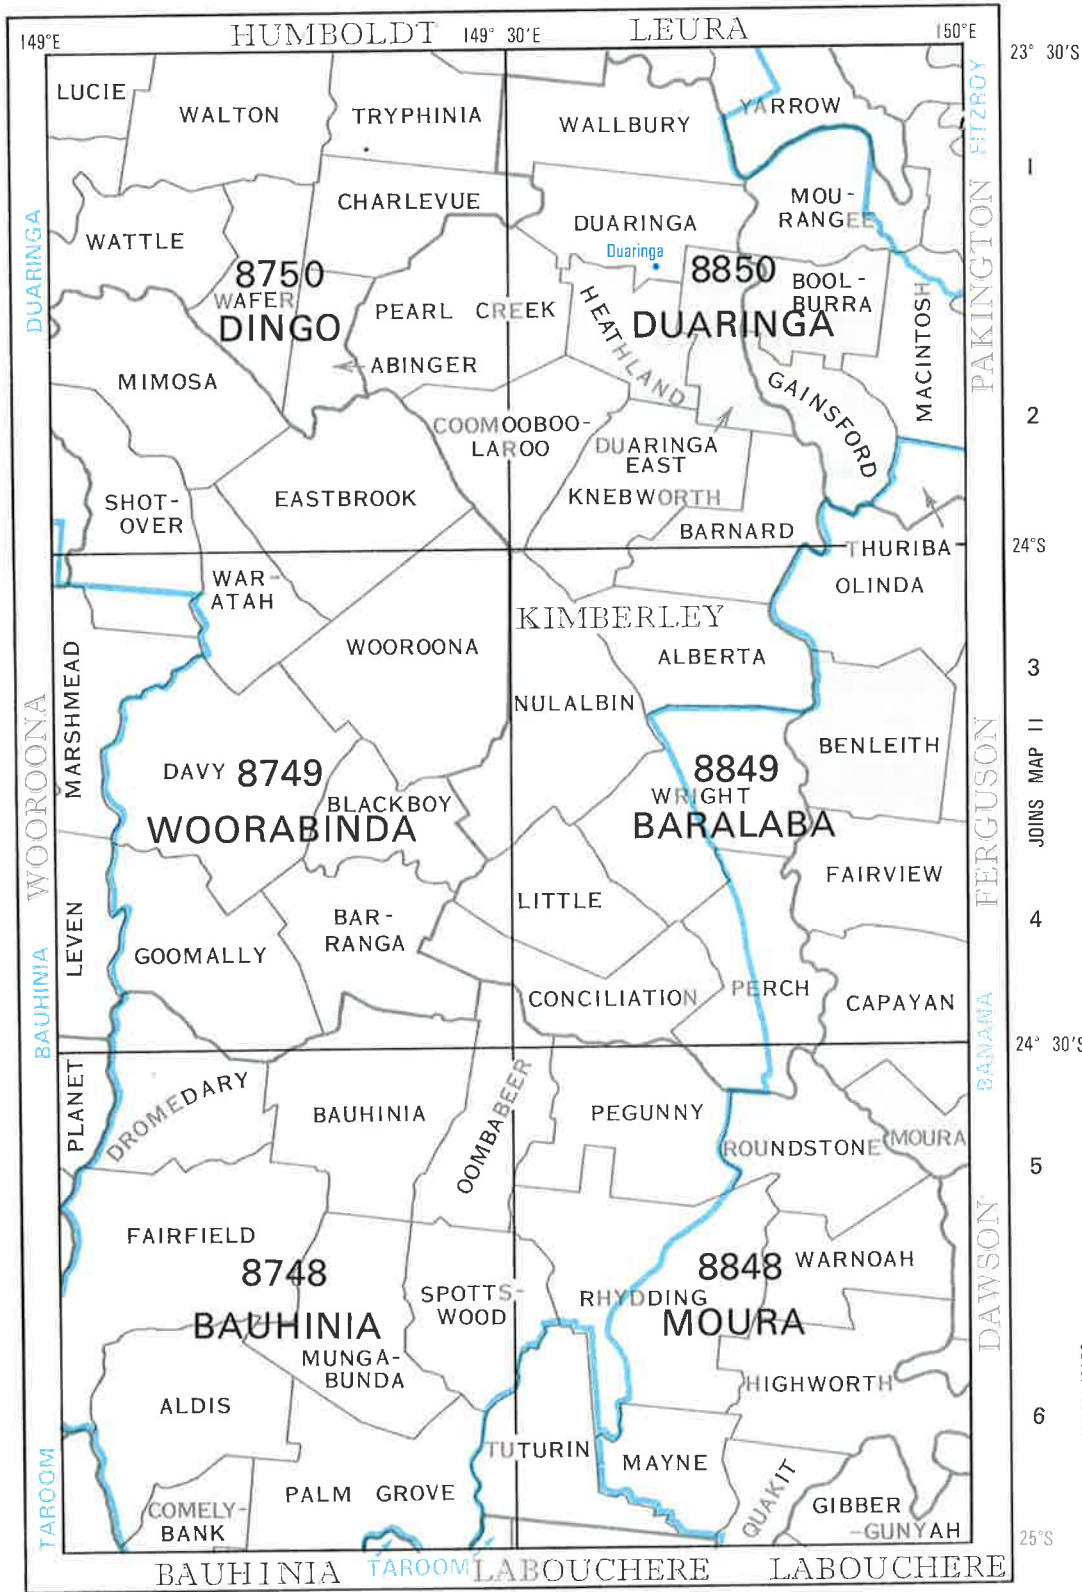 HUMBOLDT
LEURA
149°E
149° 30'E
150°E
23° 30'S
LUCIE
WALTON
TRYPHINIA
WALLBURY
YARROW
FITZROY
1
CHARLEVUE
MOU-
RANGEE
DUARINGA
WATTLE
DUARINGA
Duaringa
PAKINGTON
8750
WAFER
DINGO
PEARL CREEK
HEATHLAND
8850
DUARINGA
BOOL-
BURRA
MACINTOSH
MIMOSA
ABINGER
GAINSFORD
2
COOMOOBOO-
LAROO
DUARINGA
EAST
SHOT-
OVER
EASTBROOK
KNEBWORTH
BARNARD
THURIBA
24°S
WAR-
ATAH
OLINDA
KIMBERLEY
WOOROONA
ALBERTA
3
MARSHMEAD
NULALBIN
WOOROONA
BENLEITH
JOINS MAP 11
DAVY
8749
BLACKBOY
WOORABINDA
8849
WRIGHT
BARALABA
FERGUSON
FAIRVIEW
LITTLE
LEVEN
BAR-
RANGA
4
GOOMALLY
CONCILIATION
PERCH
CAPAYAN
BAUHINIA
BANANA
24° 30'S
PLANET
DROMEDARY
BAUHINIA
OOMBABEER
PEGUNNY
ROUNDSTONE
MOURA
5
FAIRFIELD
8748
BAUHINIA
SPOTTS-
WOOD
RHYDDING
8848
MOURA
WARNOAH
DAWSON
MUNGA-
BUNDA
HIGHWORTH
ALDIS
6
TUTURIN
MAYNE
QUAKIT
TAROOM
PALM GROVE
COMELY-
BANK
GIBBER
-GUNYAH
25°S
BAUHINIA
TAROOM
LABOUCHERE
LABOUCHERE